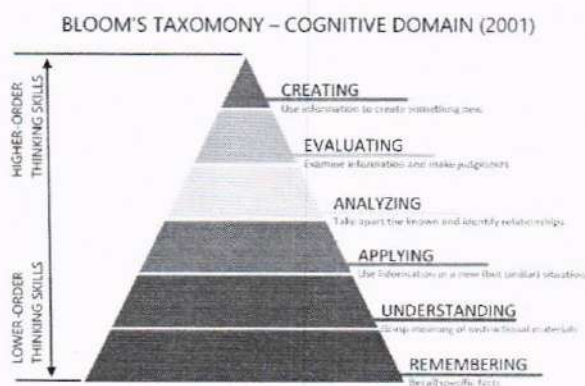 BLOOM'S TAXOMOMY – COGNITIVE DOMAIN (2001)
HIGHER-ORDER
THINKING SKILLS
CREATING
Use information to create something new
EVALUATING
Examine information and make judgments
ANALYZING
Take apart the known and identify relationships
APPLYING
Use information in a new (but similar) situation
LOWER-ORDER
THINKING SKILLS
UNDERSTANDING
Grasp meaning of instructional materials
REMEMBERING
Recall specific facts